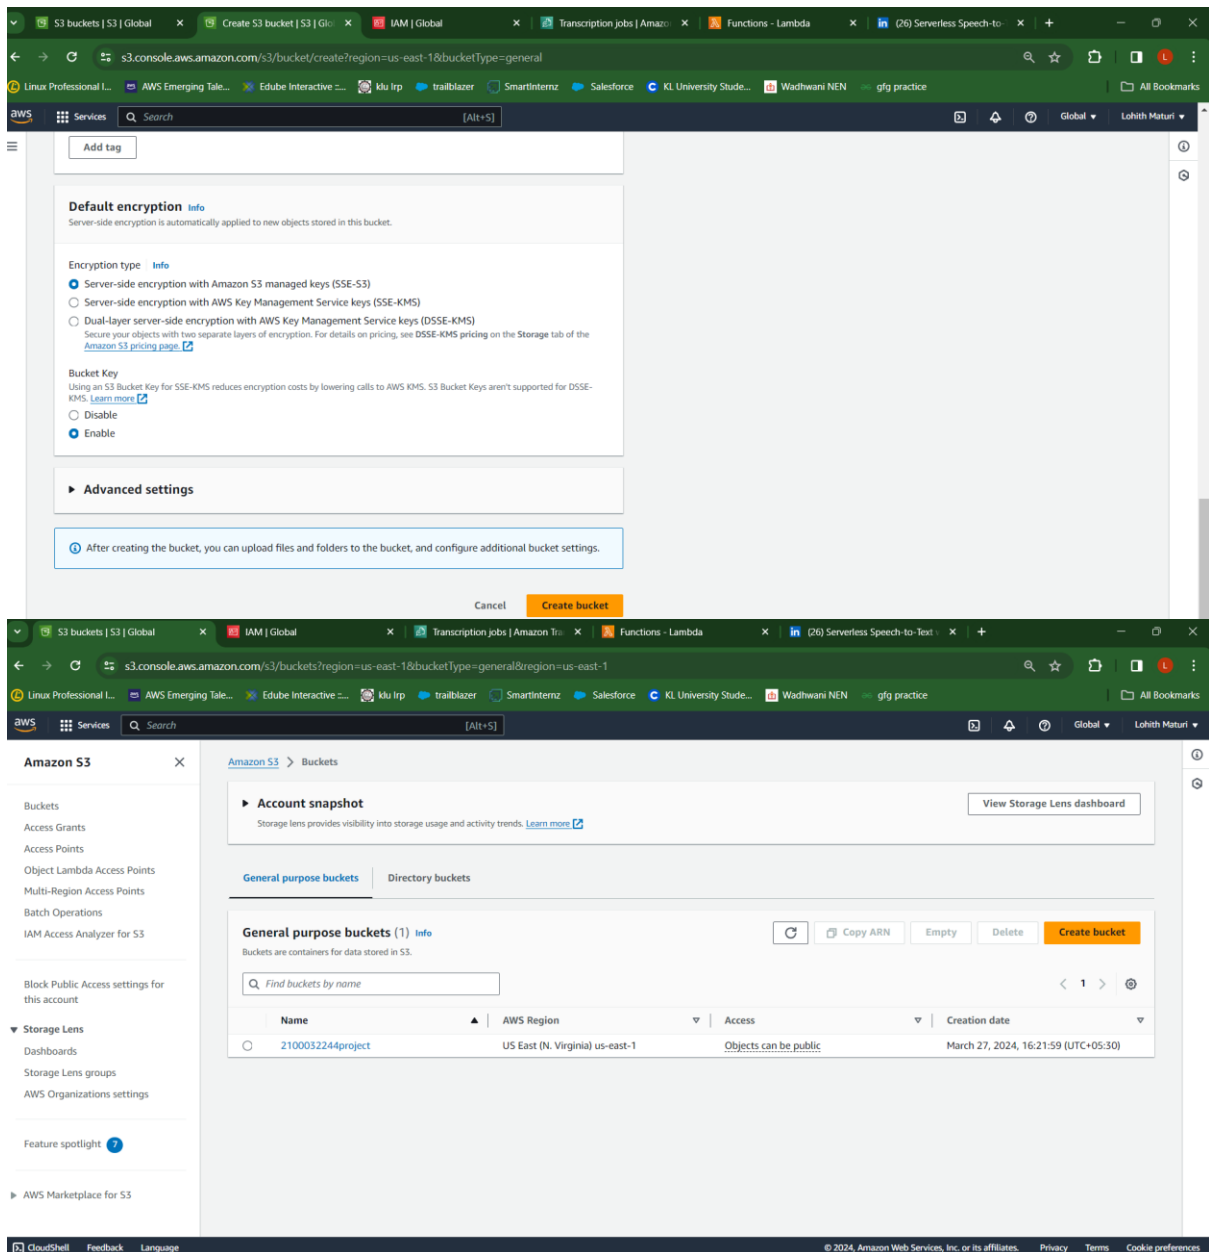 S3 buckets | S3 | Global
Create S3 bucket | S3 | Glo
IAM | Global
Transcription jobs | Amazo
Functions - Lambda
in (26) Serverless Speech-to-
s3.console.aws.amazon.com/s3/bucket/create?region=us-east-1&bucketType=general
L
Linux Professional I...
AWS Emerging Tale...
Edube Interactive ::...
klu lrp
trailblazer
SmartInternz
Salesforce
KL University Stude...
Wadhwani NEN
gfg practice
All Bookmarks
aws
Services
Search
[Alt+S]
Global
Lohith Maturi
Add tag
Default encryption Info
Server-side encryption is automatically applied to new objects stored in this bucket.
Encryption type Info
Server-side encryption with Amazon S3 managed keys (SSE-S3)
Server-side encryption with AWS Key Management Service keys (SSE-KMS)
Dual-layer server-side encryption with AWS Key Management Service keys (DSSE-KMS)
Secure your objects with two separate layers of encryption. For details on pricing, see DSSE-KMS pricing on the Storage tab of the
Amazon S3 pricing page.
Bucket Key
Using an S3 Bucket Key for SSE-KMS reduces encryption costs by lowering calls to AWS KMS. S3 Bucket Keys aren't supported for DSSE-
KMS. Learn more
Disable
Enable
Advanced settings
After creating the bucket, you can upload files and folders to the bucket, and configure additional bucket settings.
Cancel
Create bucket
S3 buckets | S3 | Global
IAM | Global
Transcription jobs | Amazon Tra
Functions - Lambda
in (26) Serverless Speech-to-Text
s3.console.aws.amazon.com/s3/buckets?region=us-east-1&bucketType=general&region=us-east-1
L
Linux Professional I...
AWS Emerging Tale...
Edube Interactive ::...
klu lrp
trailblazer
SmartInternz
Salesforce
KL University Stude...
Wadhwani NEN
gfg practice
All Bookmarks
aws
Services
Search
[Alt+S]
Global
Lohith Maturi
Amazon S3
Buckets
Access Grants
Access Points
Object Lambda Access Points
Multi-Region Access Points
Batch Operations
IAM Access Analyzer for S3
Block Public Access settings for
this account
Storage Lens
Dashboards
Storage Lens groups
AWS Organizations settings
Feature spotlight 7
AWS Marketplace for S3
Amazon S3 > Buckets
Account snapshot
Storage lens provides visibility into storage usage and activity trends. Learn more
View Storage Lens dashboard
General purpose buckets
Directory buckets
General purpose buckets (1) Info
Buckets are containers for data stored in S3.
Copy ARN
Empty
Delete
Create bucket
Find buckets by name
1
Name
AWS Region
Access
Creation date
2100032244project
US East (N. Virginia) us-east-1
Objects can be public
March 27, 2024, 16:21:59 (UTC+05:30)
CloudShell
Feedback
Language
© 2024, Amazon Web Services, Inc. or its affiliates.
Privacy
Terms
Cookie preferences